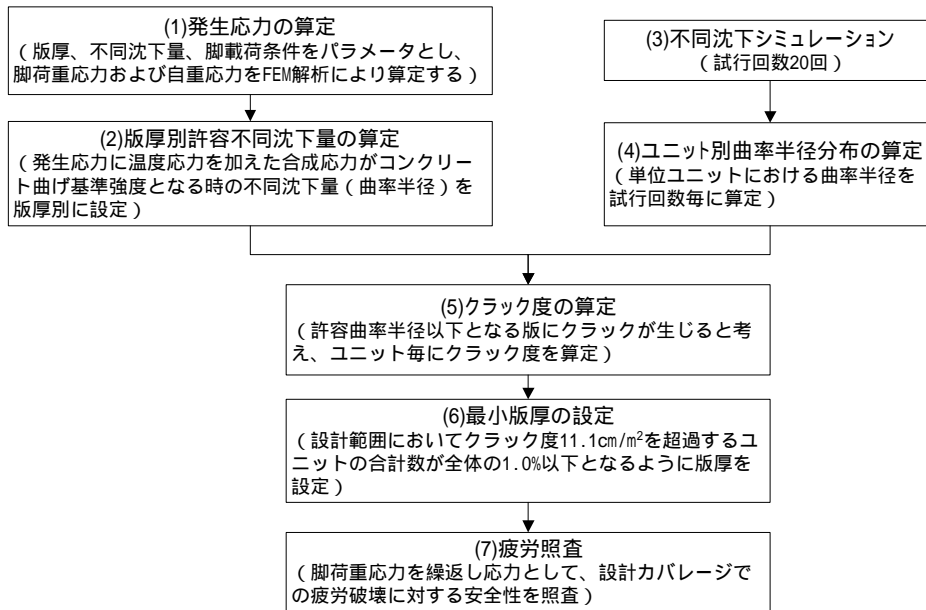 (1)発生応力の算定
(版厚、不同沈下量、脚載荷条件をパラメータとし、
脚荷重応力および自重応力をFEM解析により算定する)
(2)版厚別許容不同沈下量の算定
(発生応力に温度応力を加えた合成応力がコンクリー
ト曲げ基準強度となる時の不同沈下量(曲率半径)を
版厚別に設定)
(3)不同沈下シミュレーション
(試行回数20回)
(4)ユニット別曲率半径分布の算定
(単位ユニットにおける曲率半径を
試行回数毎に算定)
(5)クラック度の算定
(許容曲率半径以下となる版にクラックが生じると考
え、ユニット毎にクラック度を算定)
(6)最小版厚の設定
(設計範囲においてクラック度11.1cm/m²を超過するユ
ニットの合計数が全体の1.0%以下となるように版厚を
設定)
(7)疲労照査
(脚荷重応力を繰返し応力として、設計カバレージで
の疲労破壊に対する安全性を照査)